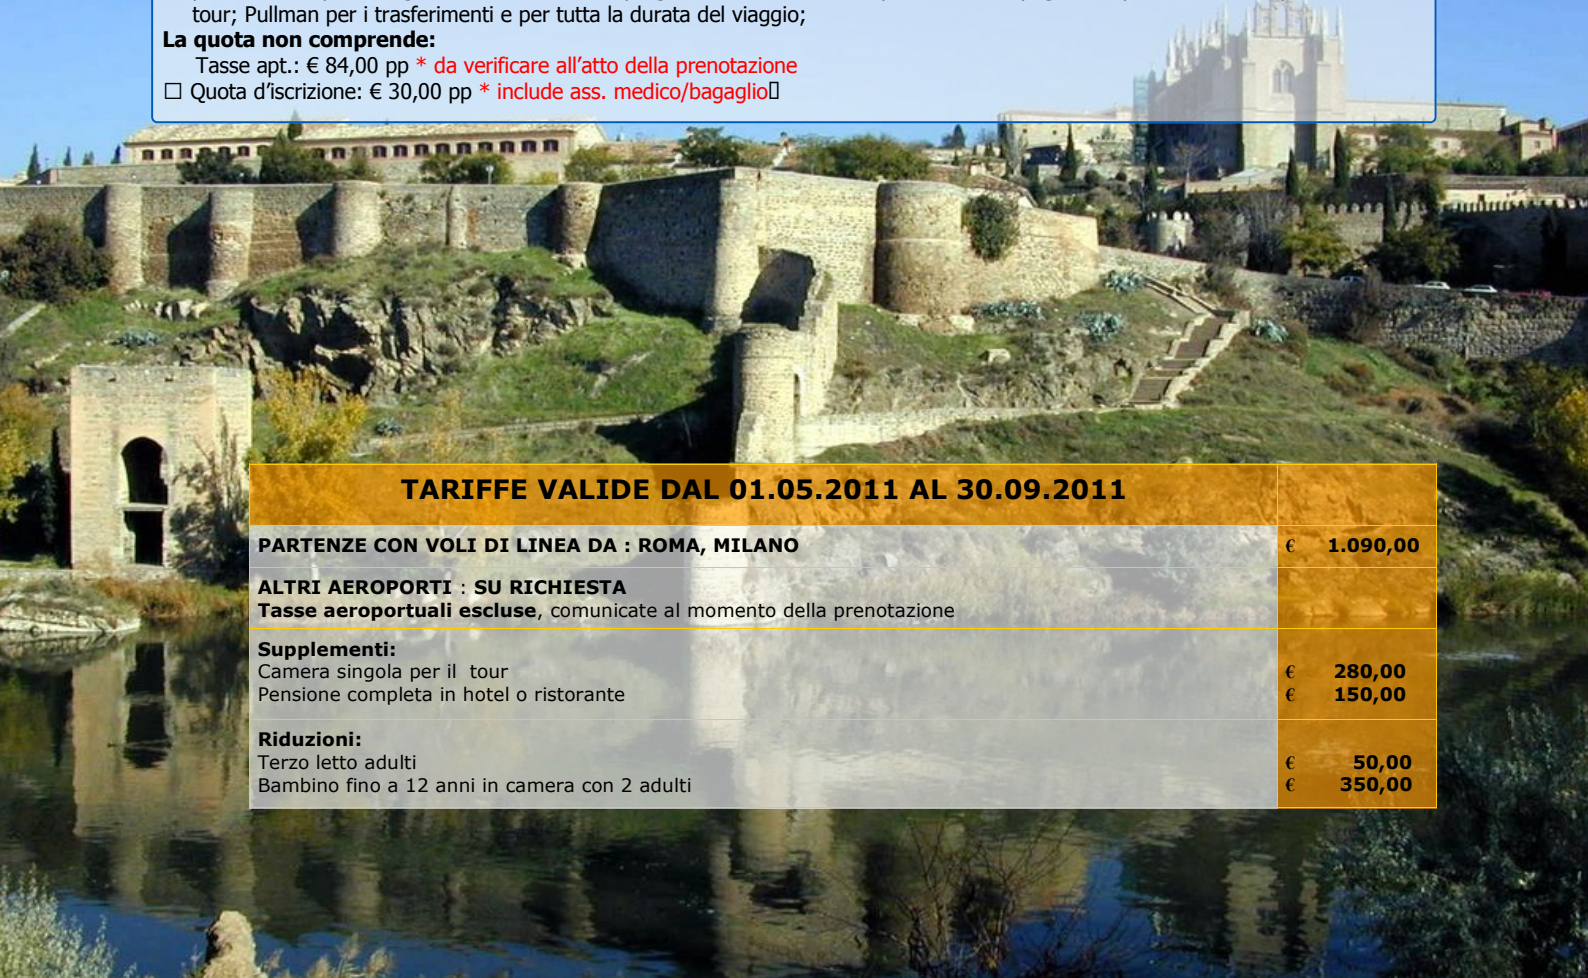 tour; Pullman per i trasferimenti e per tutta la durata del viaggio;
La quota non comprende:
Tasse apt.: € 84,00 pp * da verificare all'atto della prenotazione
☐ Quota d'iscrizione: € 30,00 pp * include ass. medico/bagaglio▯
TARIFFE VALIDE DAL 01.05.2011 AL 30.09.2011
PARTENZE CON VOLI DI LINEA DA : ROMA, MILANO € 1.090,00
ALTRI AEROPORTI : SU RICHIESTA
Tasse aeroportuali escluse, comunicate al momento della prenotazione
Supplementi:
Camera singola per il tour € 280,00
Pensione completa in hotel o ristorante € 150,00
Riduzioni:
Terzo letto adulti € 50,00
Bambino fino a 12 anni in camera con 2 adulti € 350,00